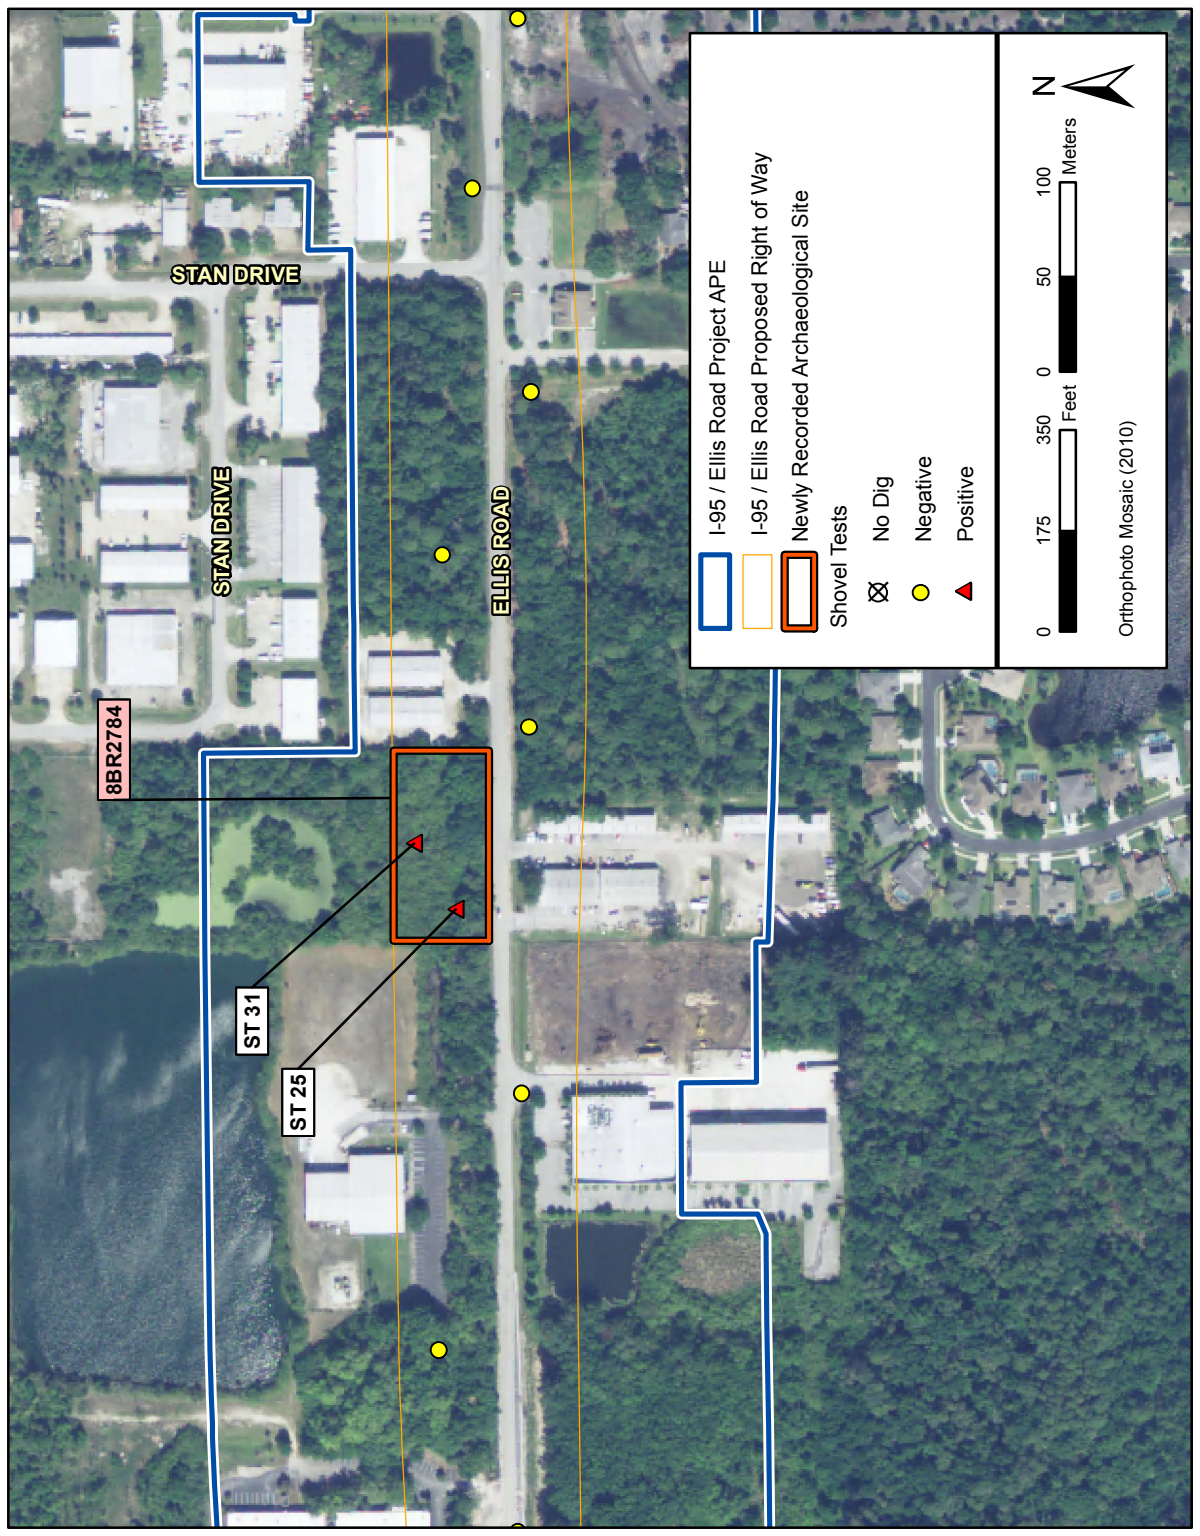 STAN DRIVE
STAN DRIVE
ELLIS ROAD
8BR2784
ST 31
ST 25
I-95 / Ellis Road Project APE
I-95 / Ellis Road Proposed Right of Way
Newly Recorded Archaeological Site
Shovel Tests
No Dig
Negative
Positive
0 175 350
Feet
0 50 100
Meters
N
Orthophoto Mosaic (2010)